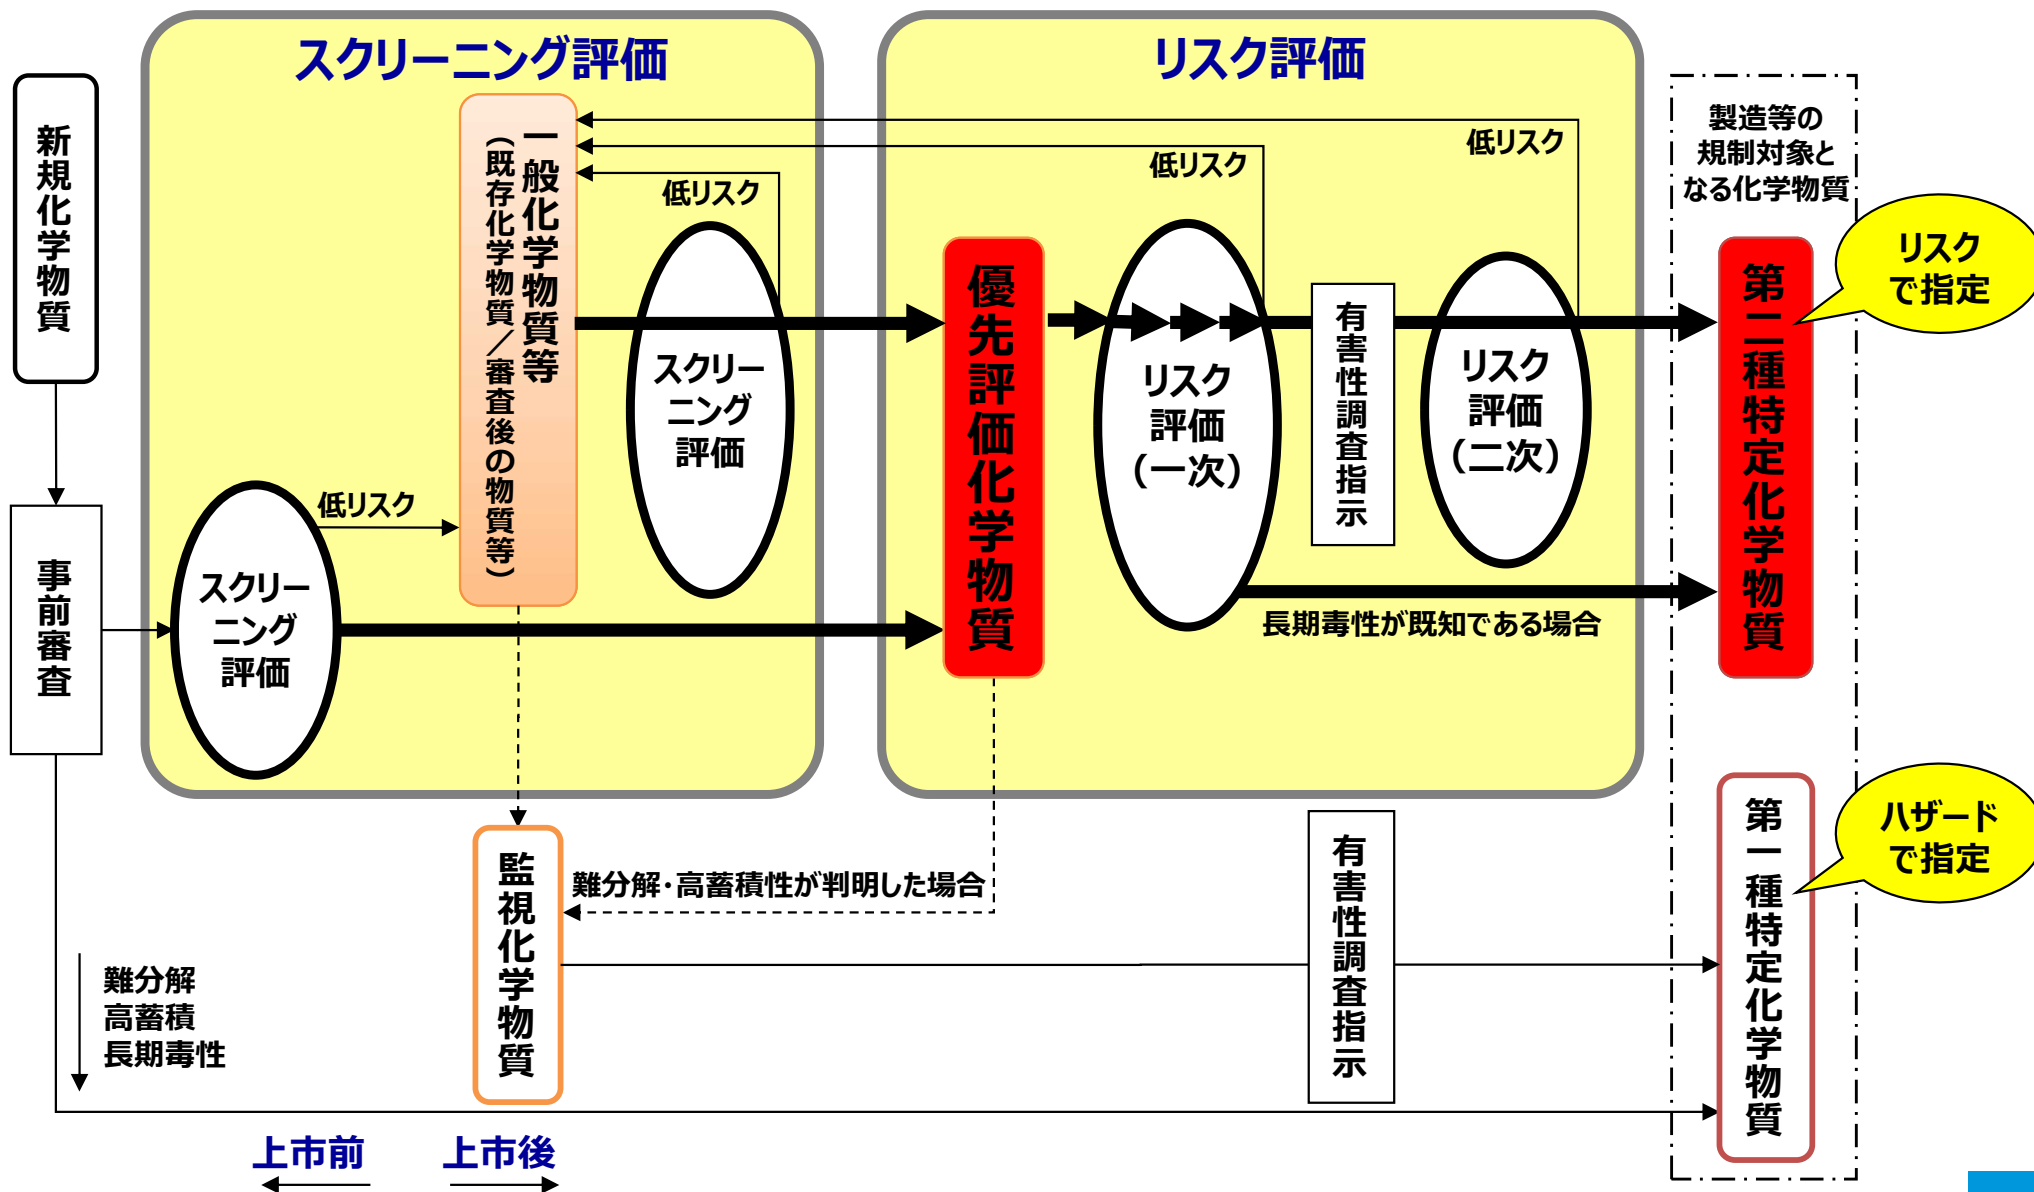 スクリーニング評価
リスク評価
新規化学物質
事前審査
スクリー
ニング
評価
低リスク
一般化学物質等
（既存化学物質／審査後の物質等）
低リスク
スクリー
ニング
評価
優先評価化学物質
低リスク
リスク
評価
（一次）
有害性調査指示
低リスク
リスク
評価
（二次）
長期毒性が既知である場合
製造等の
規制対象と
なる化学物質
第二種特定化学物質
リスク
で指定
監視化学物質
難分解・高蓄積性が判明した場合
有害性調査指示
第一種特定化学物質
ハザード
で指定
難分解
高蓄積
長期毒性
上市前
上市後